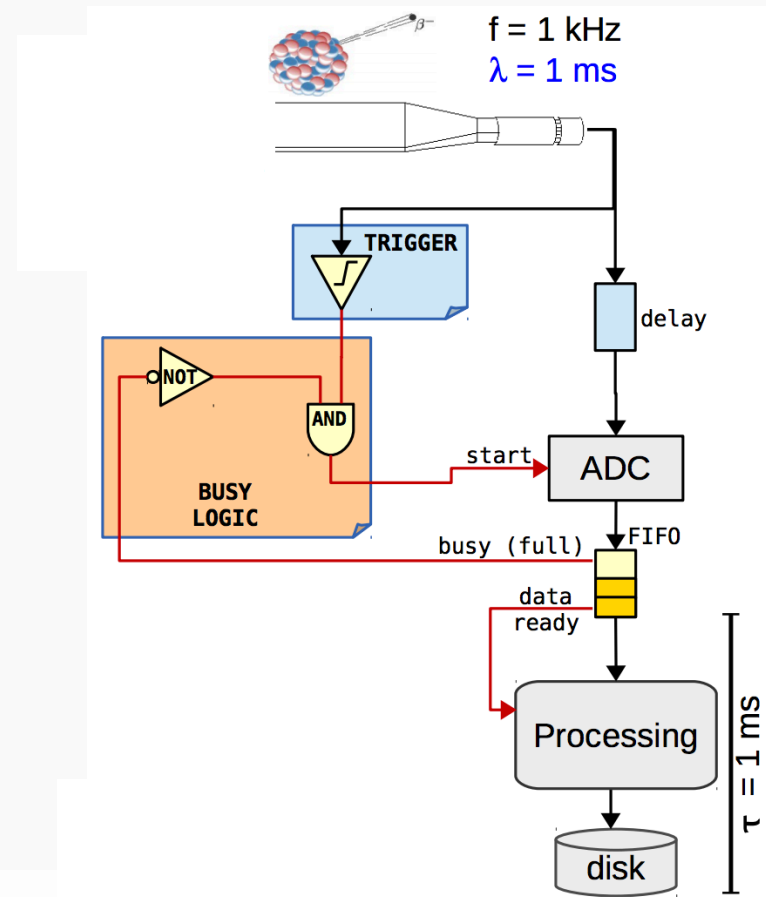 β⁻
f = 1 kHz
λ = 1 ms
TRIGGER
delay
NOT
AND
start
ADC
BUSY
LOGIC
FIFO
busy (full)
data
ready
Processing
τ = 1 ms
disk